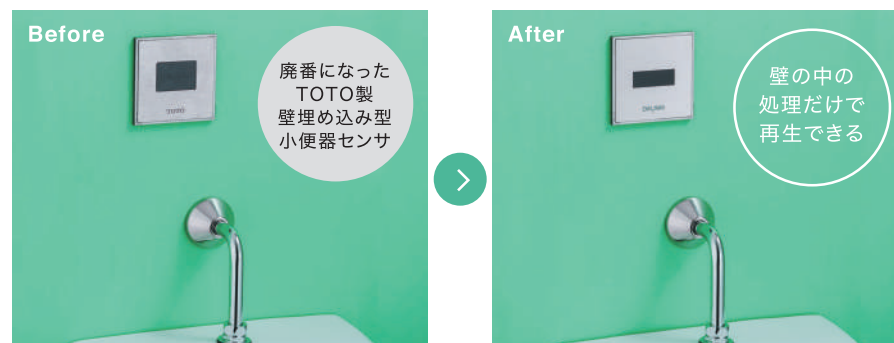 Before
廃番になった
TOTO製
壁埋め込み型
小便器センサ
TOTO
After
壁の中の
処理だけで
再生できる